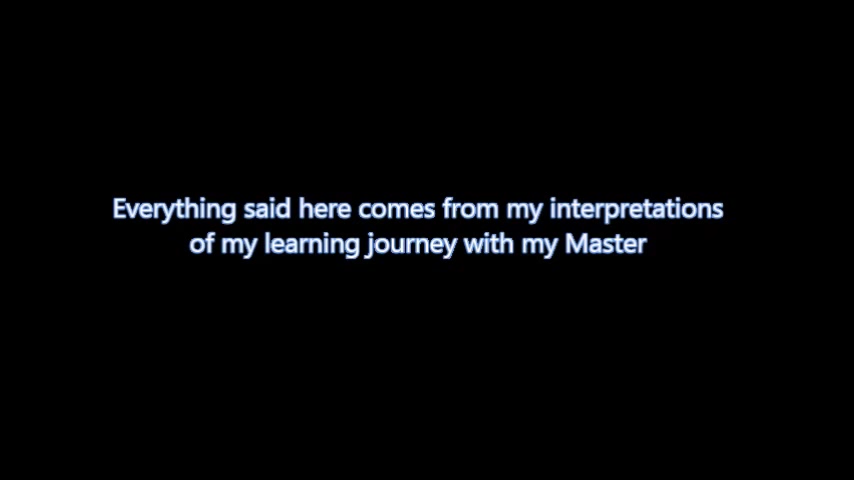 Everything said here comes from my interpretations
of my learning journey with my Master